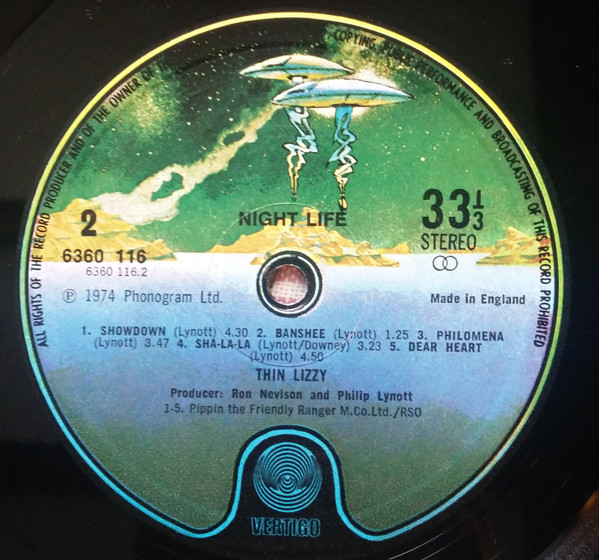 ALL RIGHTS OF THE RECORD PRODUCER AND OF THE OWNER OF
COPYING, PUBLIC PERFORMANCE AND BROADCASTING OF THIS RECORD PROHIBITED
2
NIGHT LIFE
33⅓
STEREO
6360 116
6360 116.2
Ⓟ 1974 Phonogram Ltd.
Made in England
1. SHOWDOWN (Lynott) 4.30 2. BANSHEE (Lynott) 1.25 3. PHILOMENA
(Lynott) 3.47 4. SHA-LA-LA (Lynott/Downey) 3.23 5. DEAR HEART
(Lynott) 4.50
THIN LIZZY
Producer: Ron Nevison and Philip Lynott
1-5. Pippin the Friendly Ranger M.Co.Ltd./RSO
VERTIGO